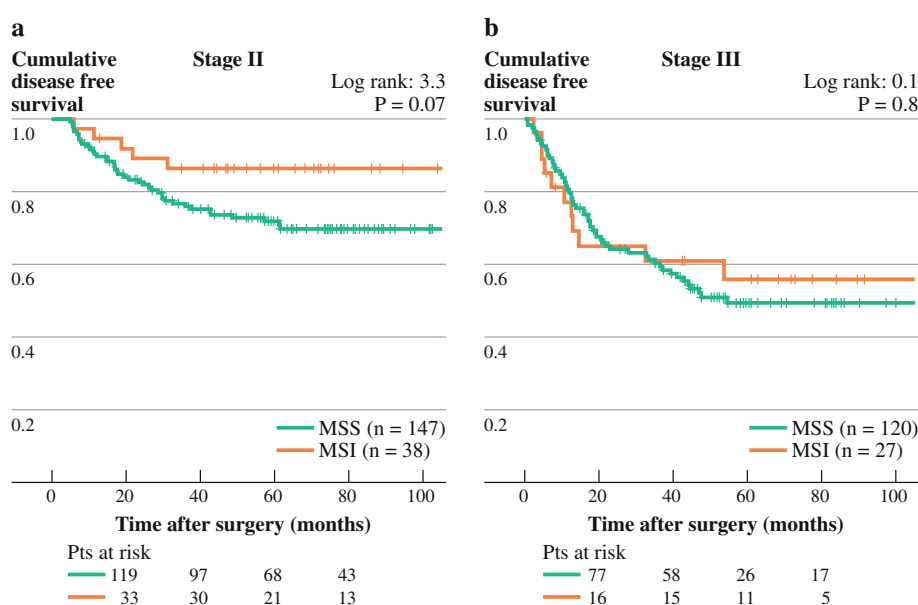 a
Cumulative
disease free
survival
Stage II
Log rank: 3.3
P = 0.07
1.0
0.8
0.6
0.4
0.2
MSS (n = 147)
MSI (n = 38)
0 20 40 60 80 100
Time after surgery (months)
Pts at risk
119 97 68 43
33 30 21 13
b
Cumulative
disease free
survival
Stage III
Log rank: 0.1
P = 0.8
1.0
0.8
0.6
0.4
0.2
MSS (n = 120)
MSI (n = 27)
0 20 40 60 80 100
Time after surgery (months)
Pts at risk
77 58 26 17
16 15 11 5